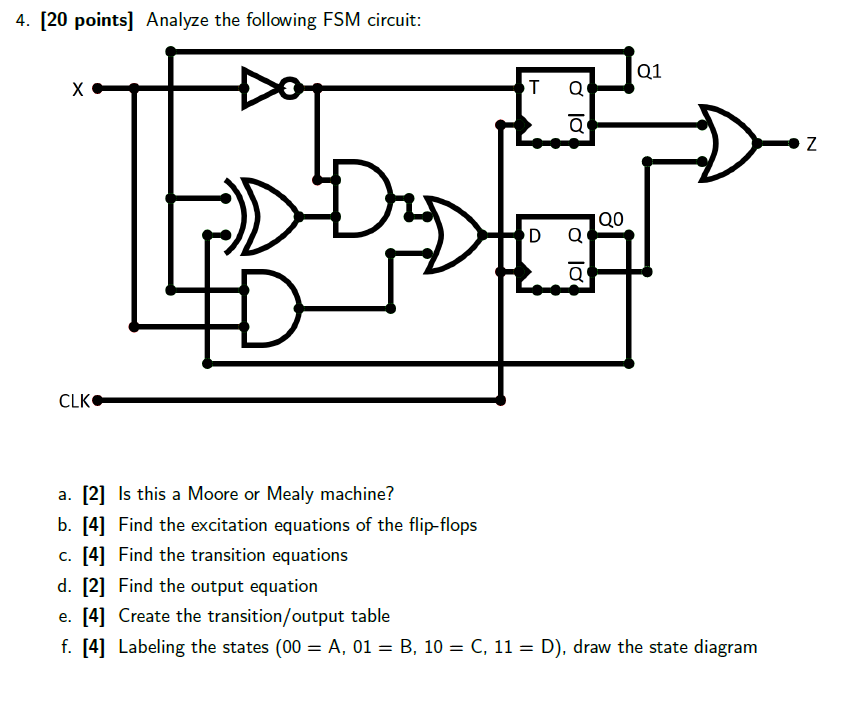 4. [20 points] Analyze the following FSM circuit:
Q1
X
T Q
Q̅
Z
Q0
D Q
Q̅
CLK
a. [2] Is this a Moore or Mealy machine?
b. [4] Find the excitation equations of the flip-flops
c. [4] Find the transition equations
d. [2] Find the output equation
e. [4] Create the transition/output table
f. [4] Labeling the states (00 = A, 01 = B, 10 = C, 11 = D), draw the state diagram